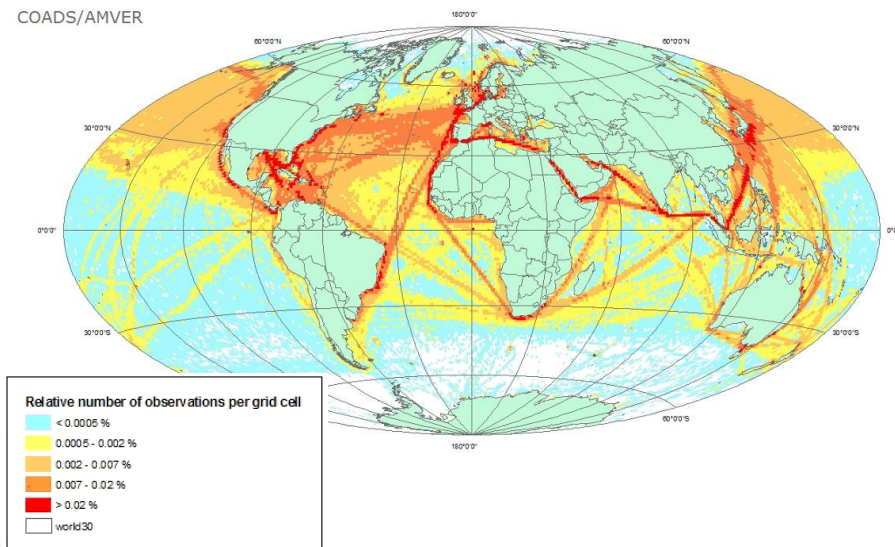 COADS/AMVER
180°0'0"
60°0'0"N
60°0'0"N
30°0'0"N
30°0'0"N
0°0'0"
0°0'0"
30°0'0"S
30°0'0"S
60°0'0"S
180°0'0"
Relative number of observations per grid cell
< 0.0005 %
0.0005 - 0.002 %
0.002 - 0.007 %
0.007 - 0.02 %
> 0.02 %
world30